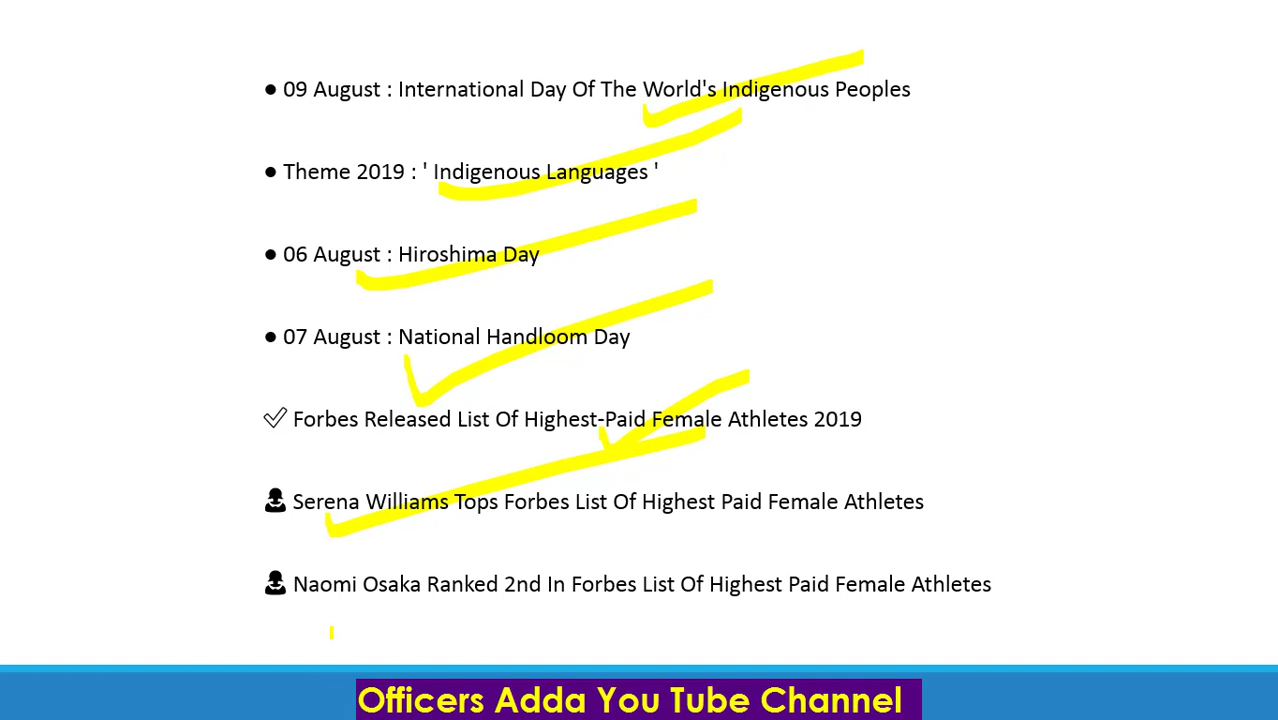 ● 09 August : International Day Of The World's Indigenous Peoples
● Theme 2019 : ' Indigenous Languages '
● 06 August : Hiroshima Day
● 07 August : National Handloom Day
Forbes Released List Of Highest-Paid Female Athletes 2019
Serena Williams Tops Forbes List Of Highest Paid Female Athletes
Naomi Osaka Ranked 2nd In Forbes List Of Highest Paid Female Athletes
Officers Adda You Tube Channel